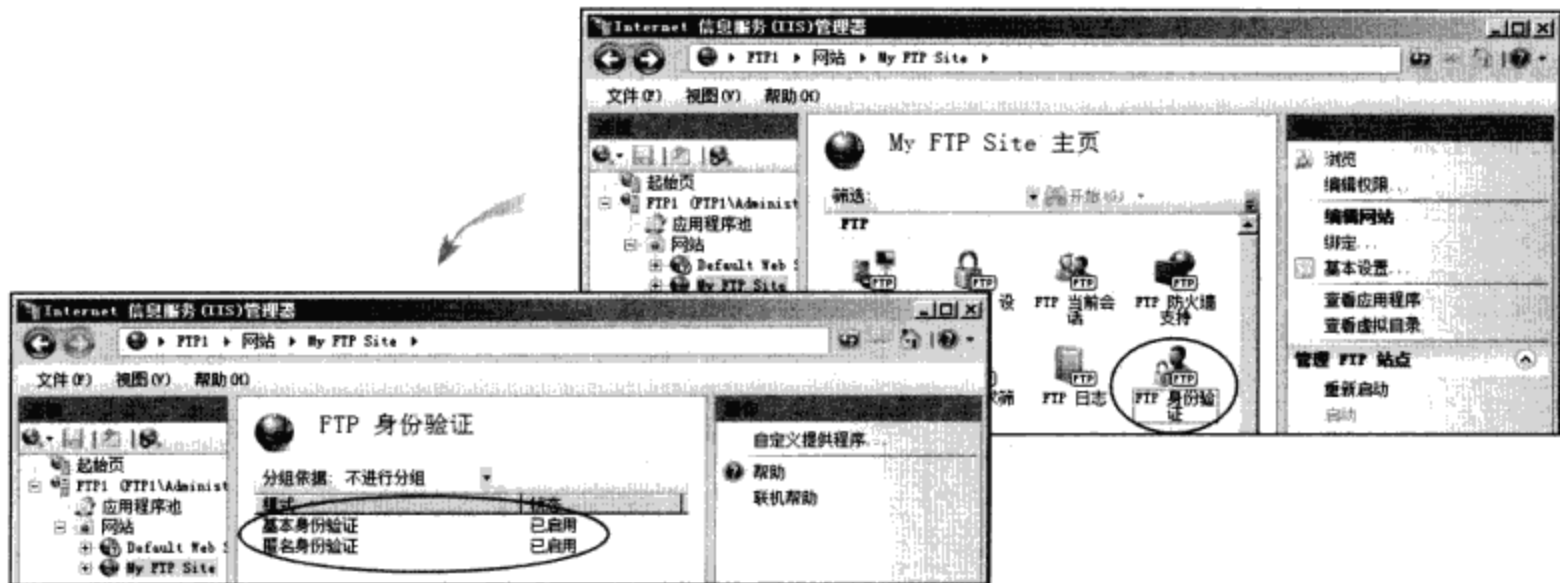 Internet 信息服务(IIS)管理器
FTP1 ▸ 网站 ▸ My FTP Site ▸
文件(F) 视图(V) 帮助(H)
起始页
FTP1 (FTP1\Administ
应用程序池
网站
Default Web S
My FTP Site
My FTP Site 主页
筛选:
开始(G)
FTP
设
FTP 当前会话
FTP 防火墙支持
求筛
FTP 日志
FTP 身份验证
浏览
编辑权限...
编辑网站
绑定...
基本设置...
查看应用程序
查看虚拟目录
管理 FTP 站点
重新启动
启动
Internet 信息服务(IIS)管理器
FTP1 ▸ 网站 ▸ My FTP Site ▸
文件(F) 视图(V) 帮助(H)
起始页
FTP1 (FTP1\Administ
应用程序池
网站
Default Web S
My FTP Site
FTP 身份验证
分组依据: 不进行分组
模式 状态
基本身份验证 已启用
匿名身份验证 已启用
操作
自定义提供程序...
帮助
联机帮助